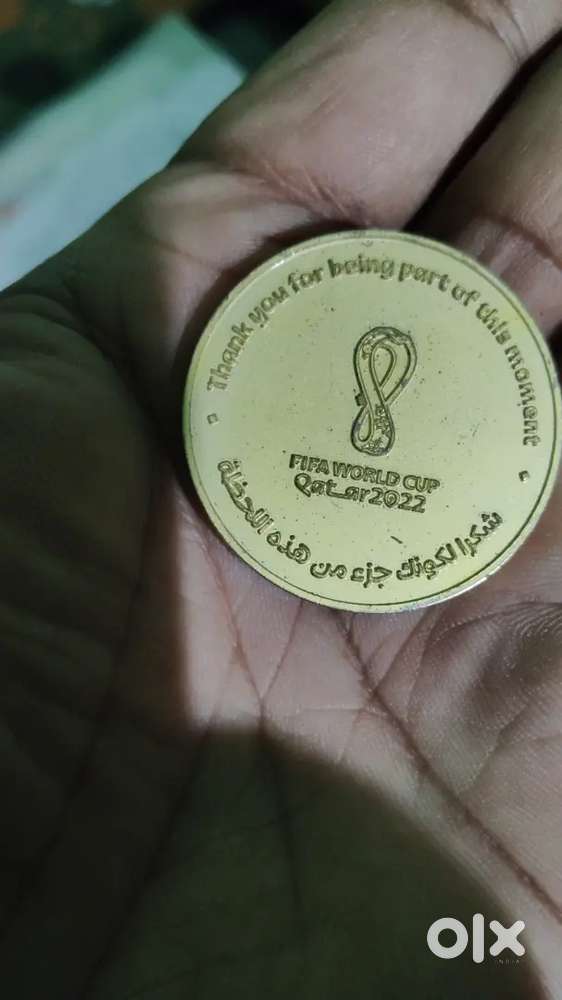 Thank you for being part of this moment
FIFA WORLD CUP
Qatar2022
شكرا لكونك جزء من هذه اللحظة
olx
INDIA